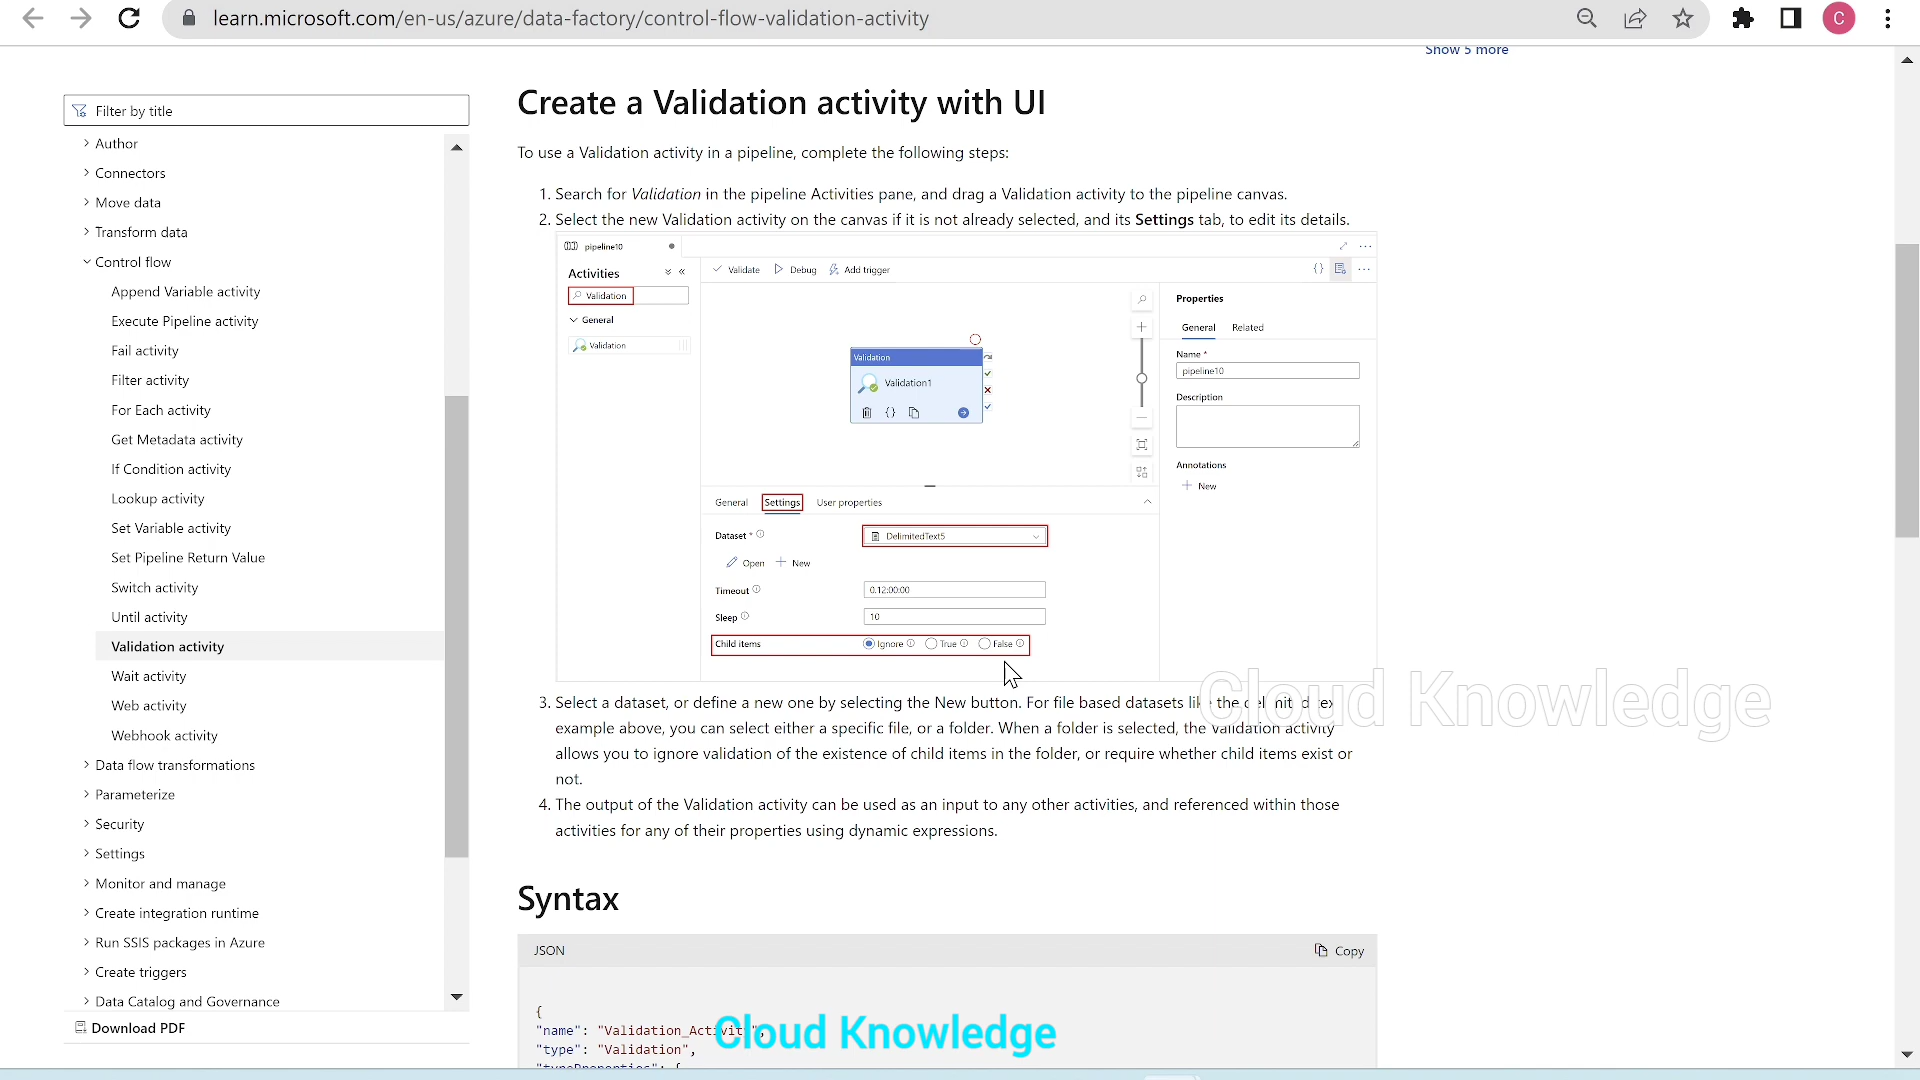 learn.microsoft.com/en-us/azure/data-factory/control-flow-validation-activity
C
Show 5 more
Filter by title
Author
Connectors
Move data
Transform data
Control flow
Append Variable activity
Execute Pipeline activity
Fail activity
Filter activity
For Each activity
Get Metadata activity
If Condition activity
Lookup activity
Set Variable activity
Set Pipeline Return Value
Switch activity
Until activity
Validation activity
Wait activity
Web activity
Webhook activity
Data flow transformations
Parameterize
Security
Settings
Monitor and manage
Create integration runtime
Run SSIS packages in Azure
Create triggers
Data Catalog and Governance
Download PDF
Create a Validation activity with UI
To use a Validation activity in a pipeline, complete the following steps:
1. Search for Validation in the pipeline Activities pane, and drag a Validation activity to the pipeline canvas.
2. Select the new Validation activity on the canvas if it is not already selected, and its Settings tab, to edit its details.
pipeline10
Activities
Validate Debug Add trigger
Validation
General
Validation
Validation
Validation1
Properties
General Related
Name *
pipeline10
Description
Annotations
New
General Settings User properties
Dataset * DelimitedText5
Open New
Timeout 0.12:00:00
Sleep 10
Child items Ignore True False
3. Select a dataset, or define a new one by selecting the New button. For file based datasets like the
example above, you can select either a specific file, or a folder. When a folder is selected, the Validation activity
allows you to ignore validation of the existence of child items in the folder, or require whether child items exist or
not.
4. The output of the Validation activity can be used as an input to any other activities, and referenced within those
activities for any of their properties using dynamic expressions.
Cloud Knowledge
Syntax
JSON Copy
{
"name": "Validation_Activity",
"type": "Validation",
"typeProperties": {
Cloud Knowledge